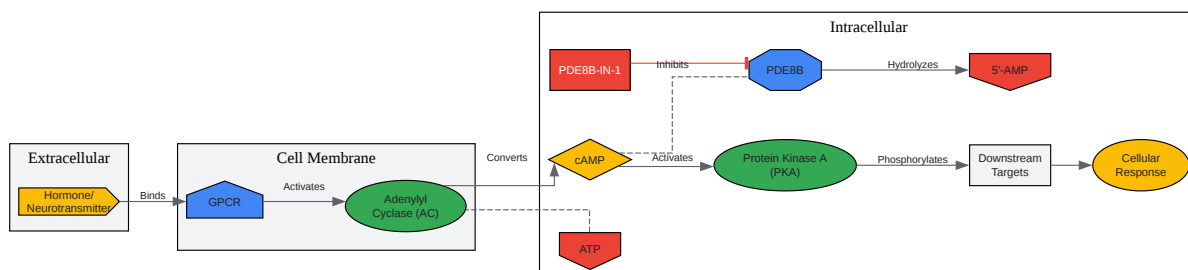 Intracellular
PDE8B-IN-1
Inhibits
PDE8B
Hydrolyzes
5'-AMP
Extracellular
Hormone/
Neurotransmitter
Binds
Cell Membrane
GPCR
Activates
Adenylyl
Cyclase (AC)
Converts
cAMP
Activates
Protein Kinase A
(PKA)
Phosphorylates
Downstream
Targets
Cellular
Response
ATP